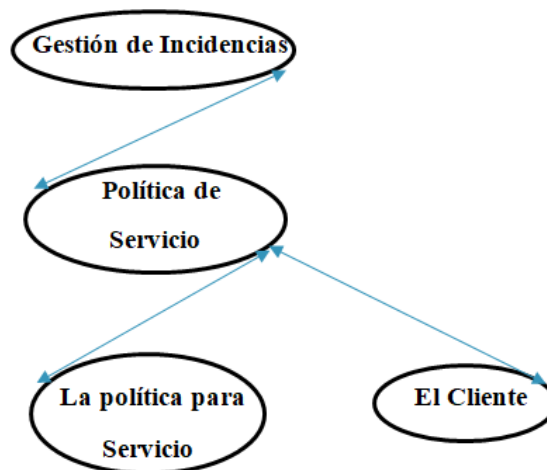 Gestión de Incidencias
Política de
Servicio
La política para
Servicio
El Cliente